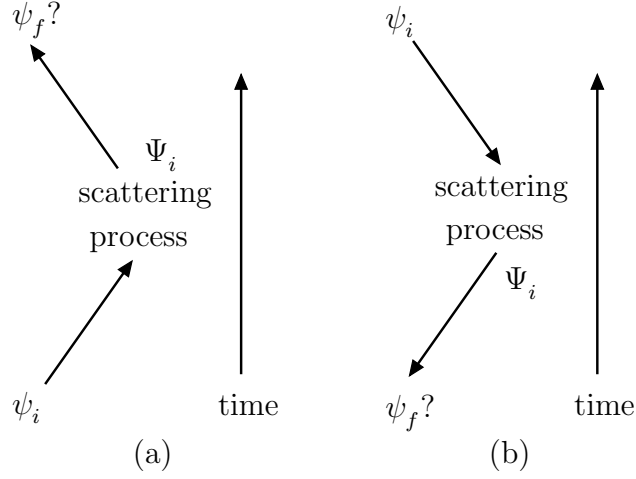 ψ_f?
Ψ_i
scattering
process
ψ_i
time
(a)
ψ_i
scattering
process
Ψ_i
ψ_f?
time
(b)